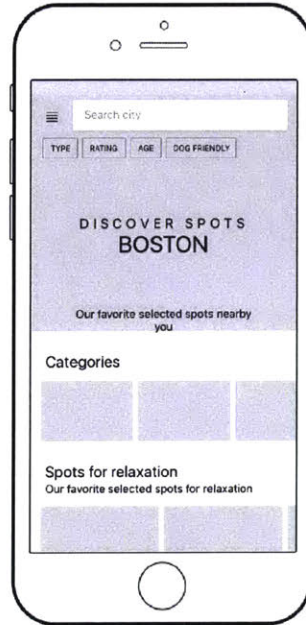 Search city
TYPE RATING AGE DOG FRIENDLY
DISCOVER SPOTS
BOSTON
Our favorite selected spots nearby
you
Categories
Spots for relaxation
Our favorite selected spots for relaxation